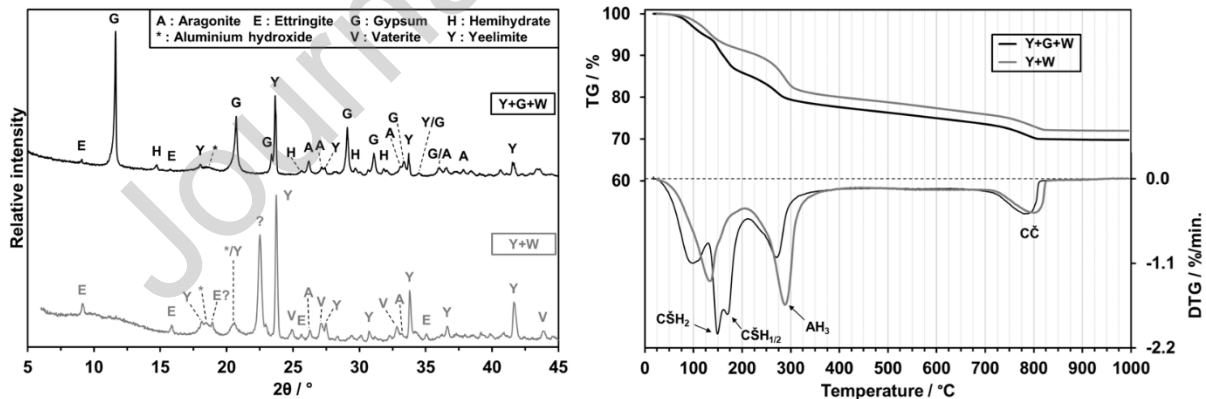 A : Aragonite E : Ettringite G : Gypsum H : Hemihydrate
* : Aluminium hydroxide V : Vaterite Y : Yeelimite
G
Y+G+W
E
H
E
Y
*
G
G
Y
H
A
A
Y
G
H
G
H
A
G
Y
Y/G
G/A
A
Y
Y+W
E
E
Y
*
E?
*/Y
?
Y
V
E
A
V
Y
Y
V
A
Y
E
Y
Y
V
Relative intensity
5 10 15 20 25 30 35 40 45
2θ / °
Journa
100
90
80
70
60
TG / %
Y+G+W
Y+W
0.0
-1.1
-2.2
DTG / %/min.
CŠH2
CŠH1/2
AH3
CČ
0 100 200 300 400 500 600 700 800 900 1000
Temperature / °C